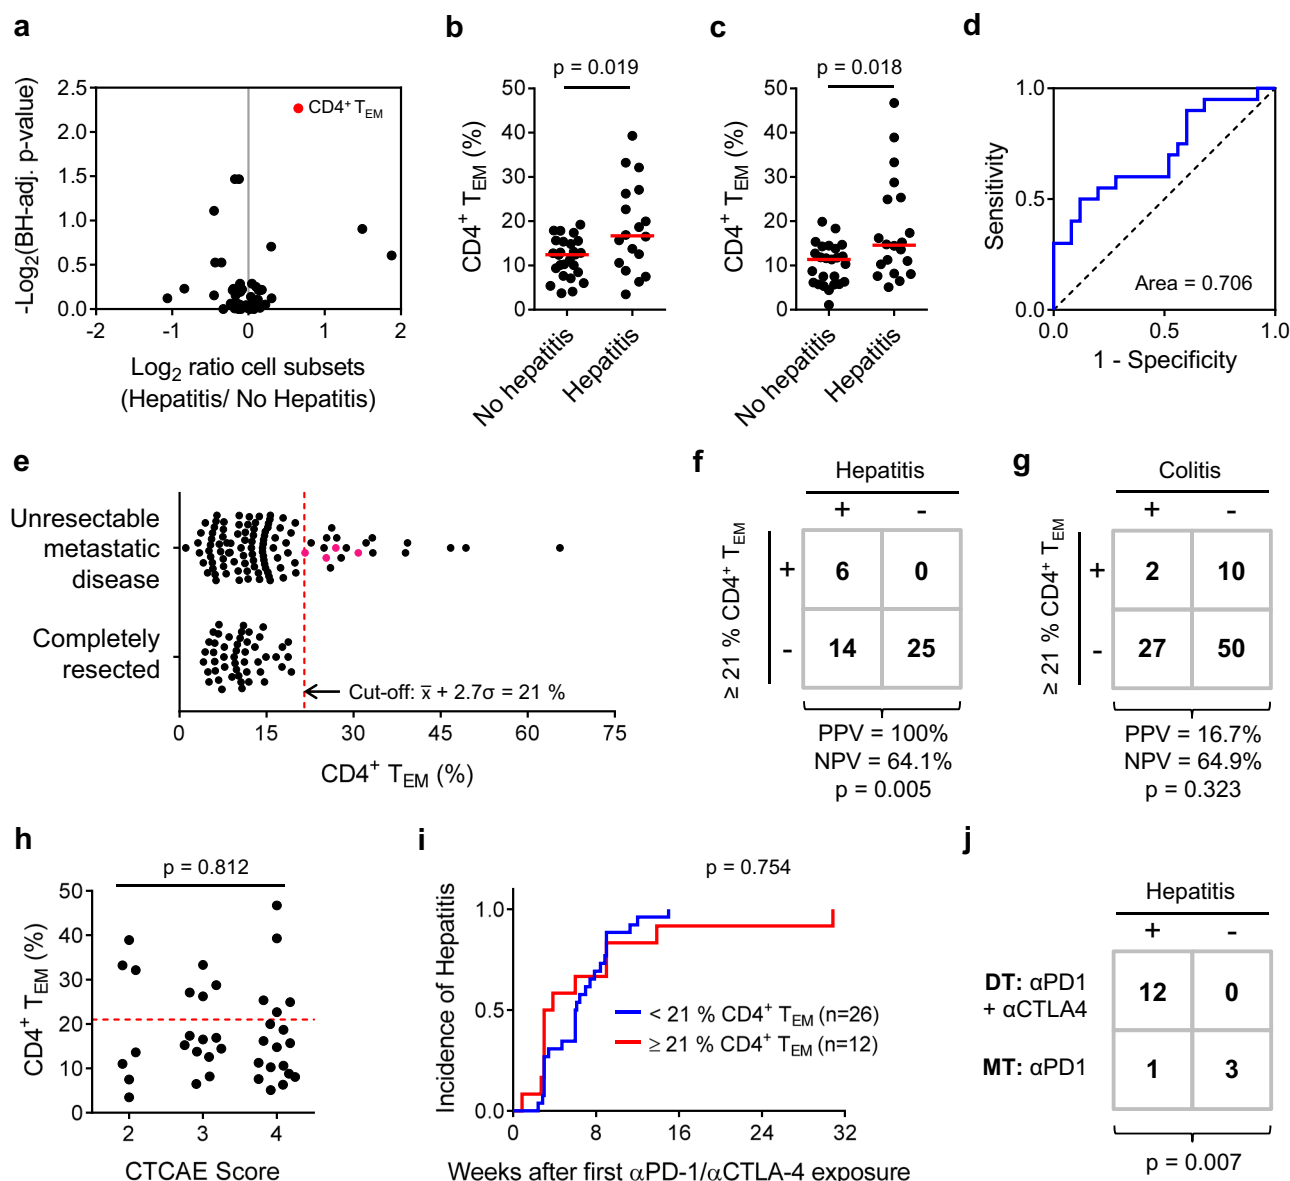 a
-Log2(BH-adj. p-value)
2.5
2.0
1.5
1.0
0.5
0.0
-2
-1
0
1
2
CD4+ TEM
Log2 ratio cell subsets
(Hepatitis/ No Hepatitis)
b
p = 0.019
CD4+ TEM (%)
50
40
30
20
10
0
No hepatitis
Hepatitis
c
p = 0.018
CD4+ TEM (%)
50
40
30
20
10
0
No hepatitis
Hepatitis
d
Sensitivity
1.0
0.5
0.0
0.0
0.5
1.0
Area = 0.706
1 - Specificity
e
Unresectable
metastatic
disease
Completely
resected
Cut-off: x̅ + 2.7σ = 21 %
0
15
30
45
60
75
CD4+ TEM (%)
f
Hepatitis
+
-
≥ 21 % CD4+ TEM
+
6
0
-
14
25
PPV = 100%
NPV = 64.1%
p = 0.005
g
Colitis
+
-
≥ 21 % CD4+ TEM
+
2
10
-
27
50
PPV = 16.7%
NPV = 64.9%
p = 0.323
h
p = 0.812
CD4+ TEM (%)
50
40
30
20
10
0
2
3
4
CTCAE Score
i
p = 0.754
Incidence of Hepatitis
1.0
0.5
0.0
< 21 % CD4+ TEM (n=26)
≥ 21 % CD4+ TEM (n=12)
0
8
16
24
32
Weeks after first αPD-1/αCTLA-4 exposure
j
Hepatitis
+
-
DT: αPD1
+ αCTLA4
12
0
MT: αPD1
1
3
p = 0.007